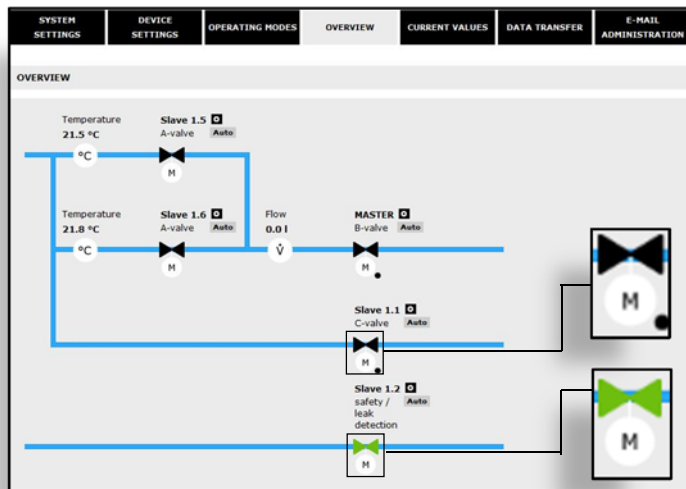 SYSTEM SETTINGS
DEVICE SETTINGS
OPERATING MODES
OVERVIEW
CURRENT VALUES
DATA TRANSFER
E-MAIL ADMINISTRATION
OVERVIEW
Temperature
21.5 °C
°C
Slave 1.5
A-valve Auto
M
Temperature
21.8 °C
°C
Slave 1.6
A-valve Auto
M
Flow
0.0 l
V̇
MASTER
B-valve Auto
M
Slave 1.1
C-valve Auto
M
M
Slave 1.2
safety / Auto
leak
detection
M
M